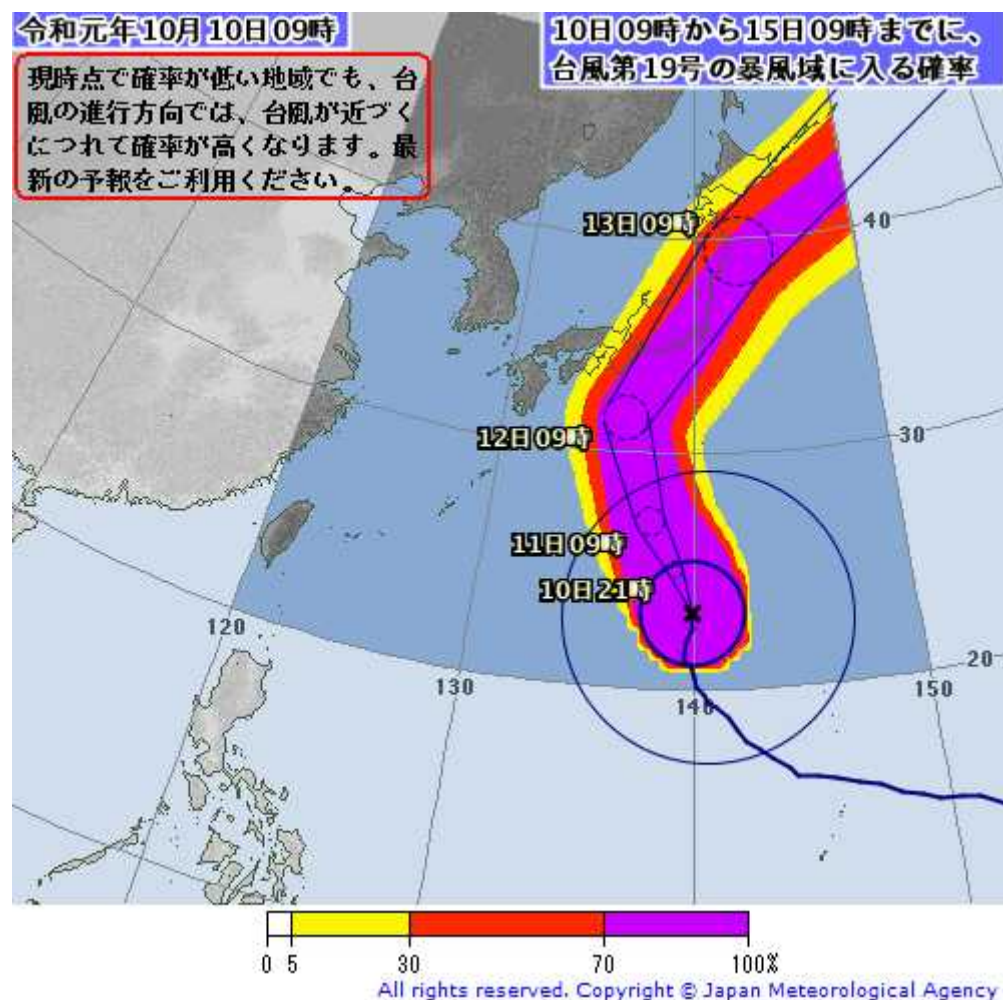 令和元年10月10日09時
10日09時から15日09時までに、
台風第19号の暴風域に入る確率
現時点で確率が低い地域でも、台
風の進行方向では、台風が近づく
につれて確率が高くなります。最
新の予報をご利用ください。
13日09時
40
12日09時
30
11日09時
10日21時
120
20
130
140
150
0 5 30 70 100%
All rights reserved. Copyright © Japan Meteorological Agency